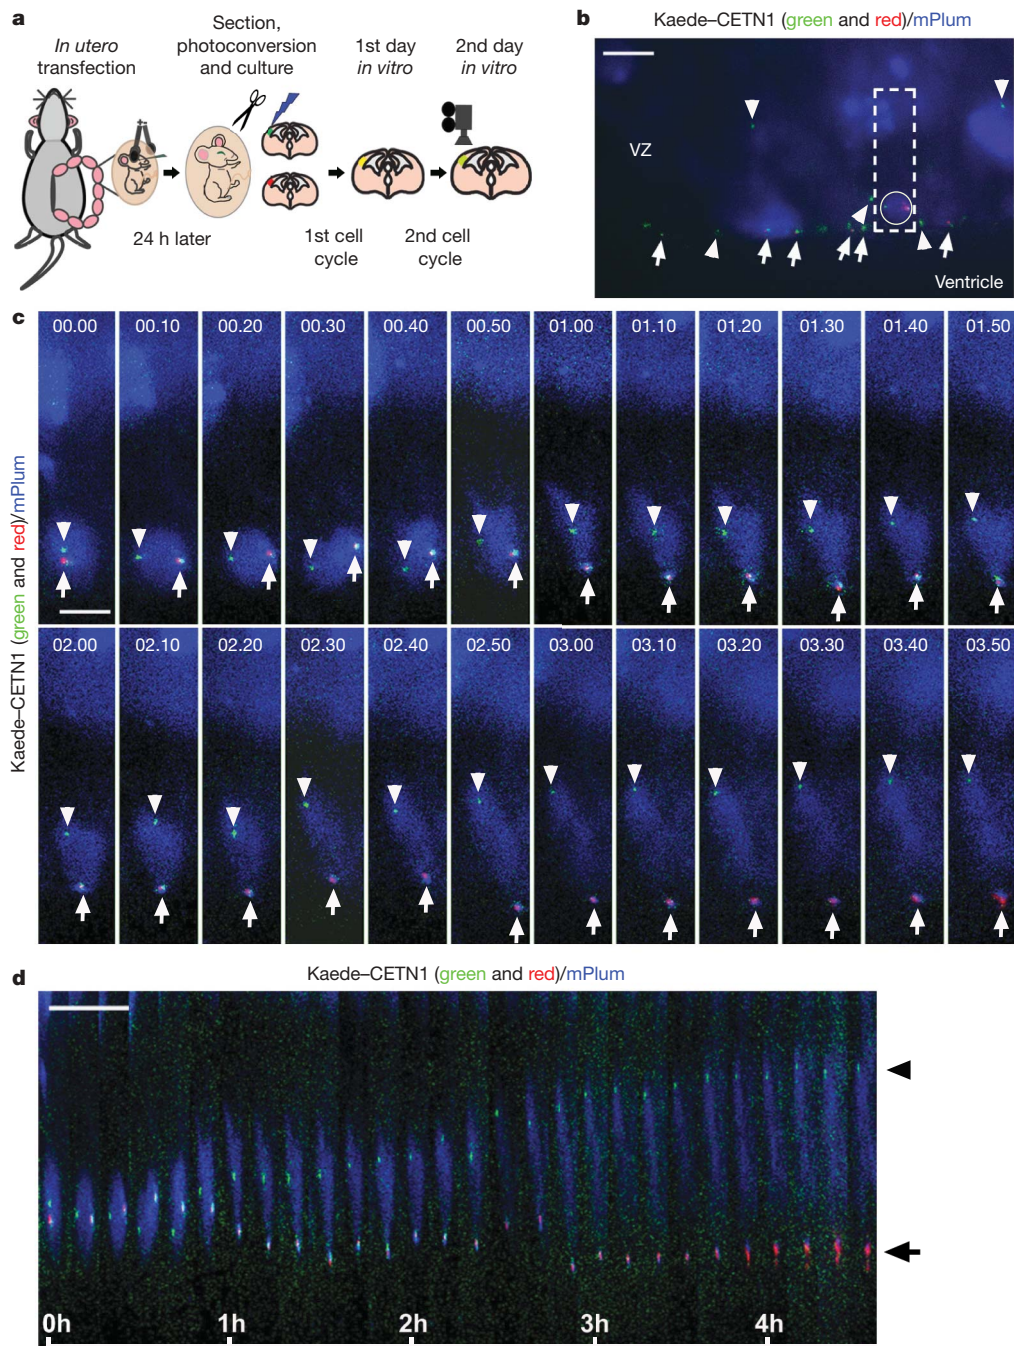 a
In utero
transfection
Section,
photoconversion
and culture
1st day
in vitro
2nd day
in vitro
24 h later
1st cell
cycle
2nd cell
cycle
b
Kaede–CETN1 (green and red)/mPlum
VZ
Ventricle
c
Kaede–CETN1 (green and red)/mPlum
00.00 00.10 00.20 00.30 00.40 00.50 01.00 01.10 01.20 01.30 01.40 01.50
02.00 02.10 02.20 02.30 02.40 02.50 03.00 03.10 03.20 03.30 03.40 03.50
d
Kaede–CETN1 (green and red)/mPlum
0h 1h 2h 3h 4h